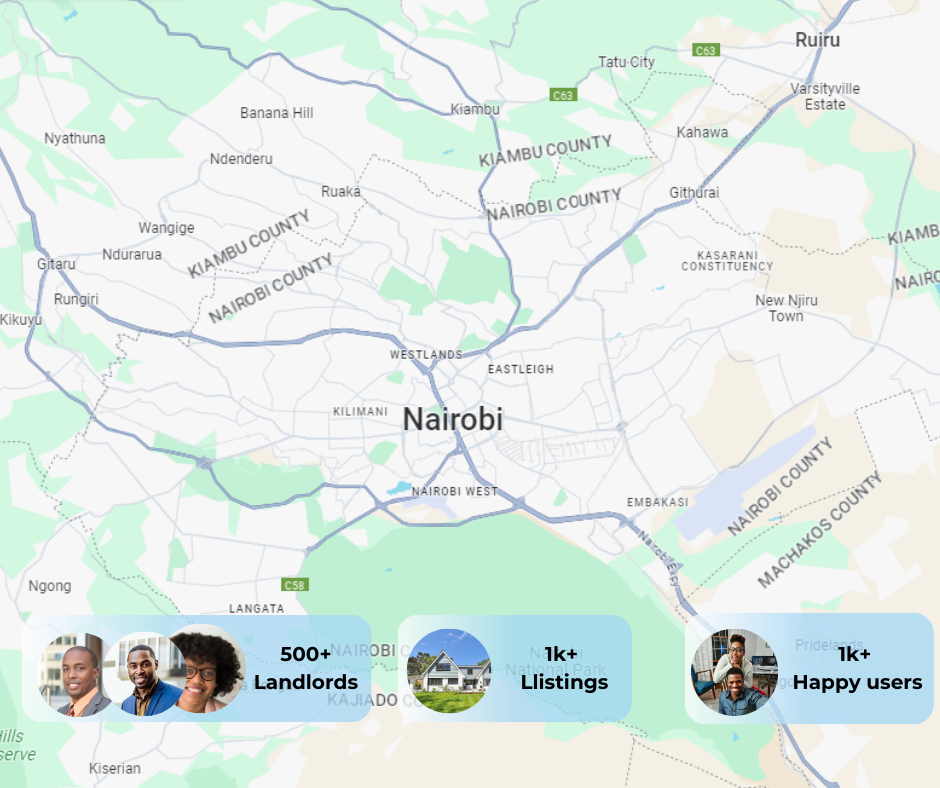 Ruiru
C63
Tatu City
Varsityville
Estate
C63
Banana Hill
Kiambu
Kahawa
Nyathuna
KIAMBU COUNTY
Ndenderu
Ruaka
Githurai
NAIROBI COUNTY
Wangige
KIAMBU COUNTY
KIAMB
Ndurarua
KASARANI
CONSTITUENCY
Gitaru
NAIRO
NAIROBI COUNTY
Rungiri
New Njiru
Town
Kikuyu
WESTLANDS
EASTLEIGH
KILIMANI
Nairobi
NAIROBI WEST
EMBAKASI
NAIROBI COUNTY
MACHAKOS COUNTY
Nairobi Expy
Ngong
C58
LANGATA
500+
Landlords
NAIROBI C
KAJIADO CO
1k+
Llistings
National Park
Pridelands
1k+
Happy users
ills
serve
Kiserian